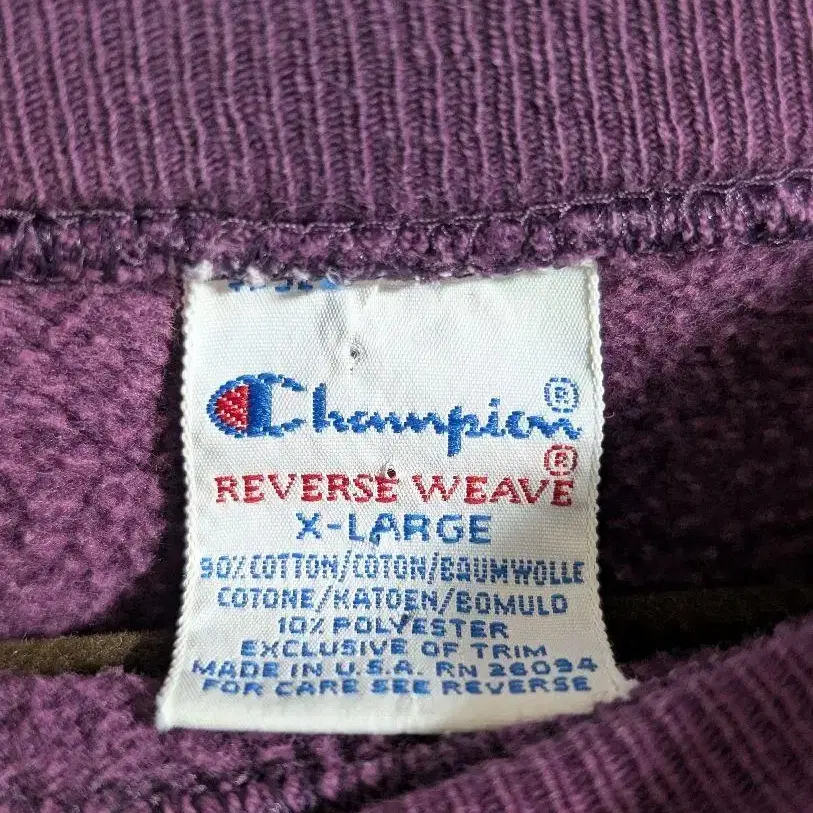 Champion®
REVERSE WEAVE®
X-LARGE
90% COTTON/COTON/BAUMWOLLE
COTONE/KATOEN/BOMULD
10% POLYESTER
EXCLUSIVE OF TRIM
MADE IN U.S.A. RN 26094
FOR CARE SEE REVERSE